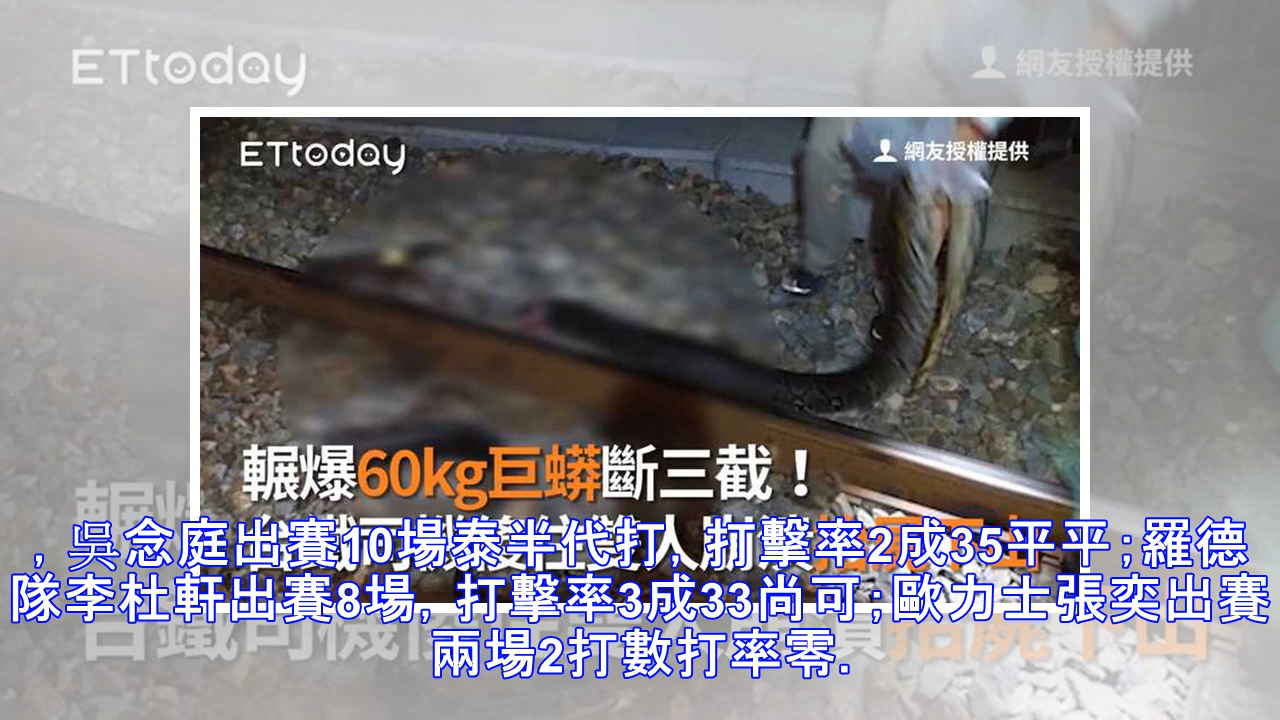 ETtoday
網友授權提供
ETtoday
網友授權提供
輾爆60kg巨蟒斷三截！
，吳念庭出賽10場泰半代打，打擊率2成35平平；羅德
隊李杜軒出賽8場，打擊率3成33尚可；歐力士張奕出賽
兩場2打數打率零.